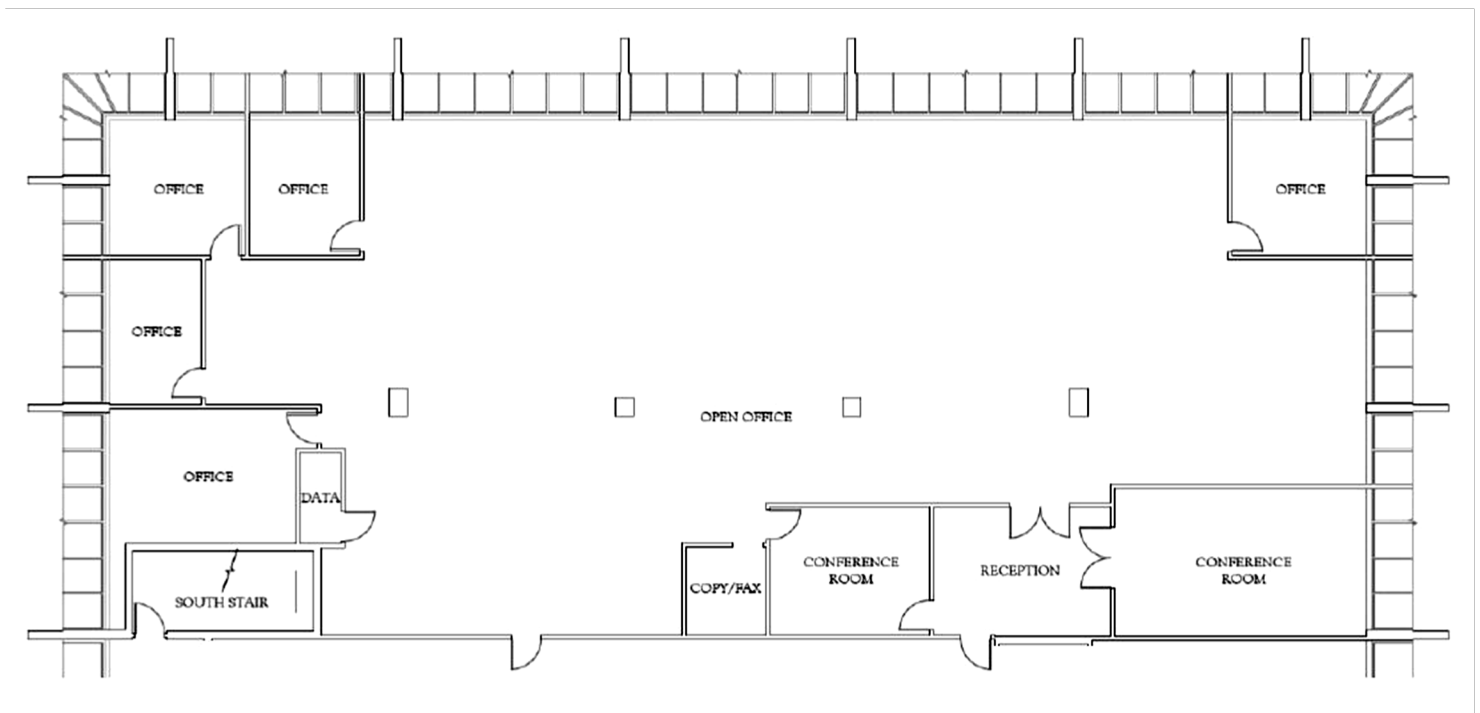 OFFICE
OFFICE
OFFICE
OFFICE
OPEN OFFICE
OFFICE
DATA
CONFERENCE
ROOM
RECEPTION
CONFERENCE
ROOM
COPY/FAX
SOUTH STAIR